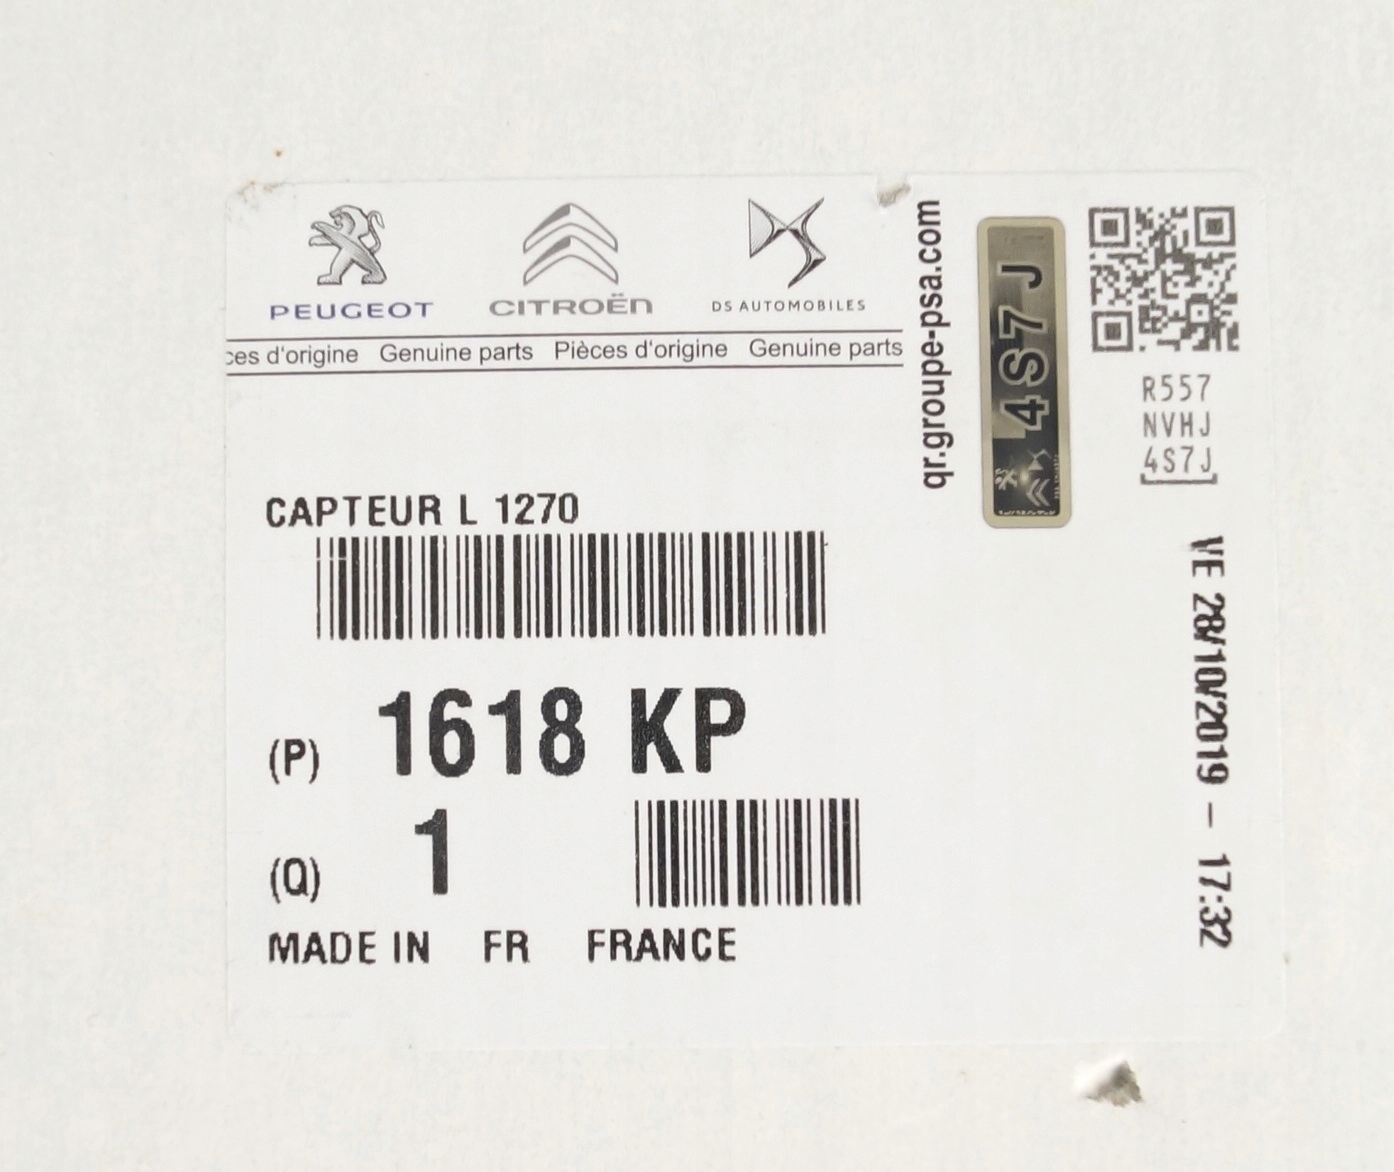 PEUGEOT
CITROËN
DS AUTOMOBILES
ces d'origine Genuine parts Pièces d'origine Genuine parts
qr.groupe-psa.com
4S7J
R557
NVHJ
4S7J
CAPTEUR L 1270
(P) 1618 KP
(Q) 1
MADE IN FR FRANCE
VE 28/10/2019 - 17:32